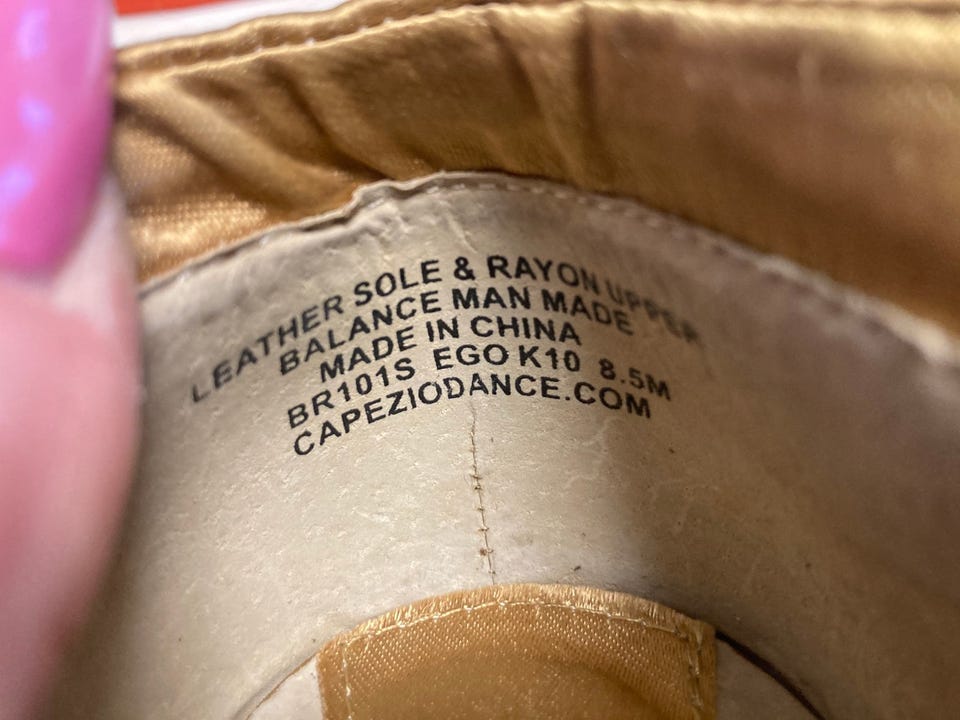 LEATHER SOLE & RAYON UPPER
BALANCE MAN MADE
MADE IN CHINA
BR101S EGO K10 8.5M
CAPEZIODANCE.COM